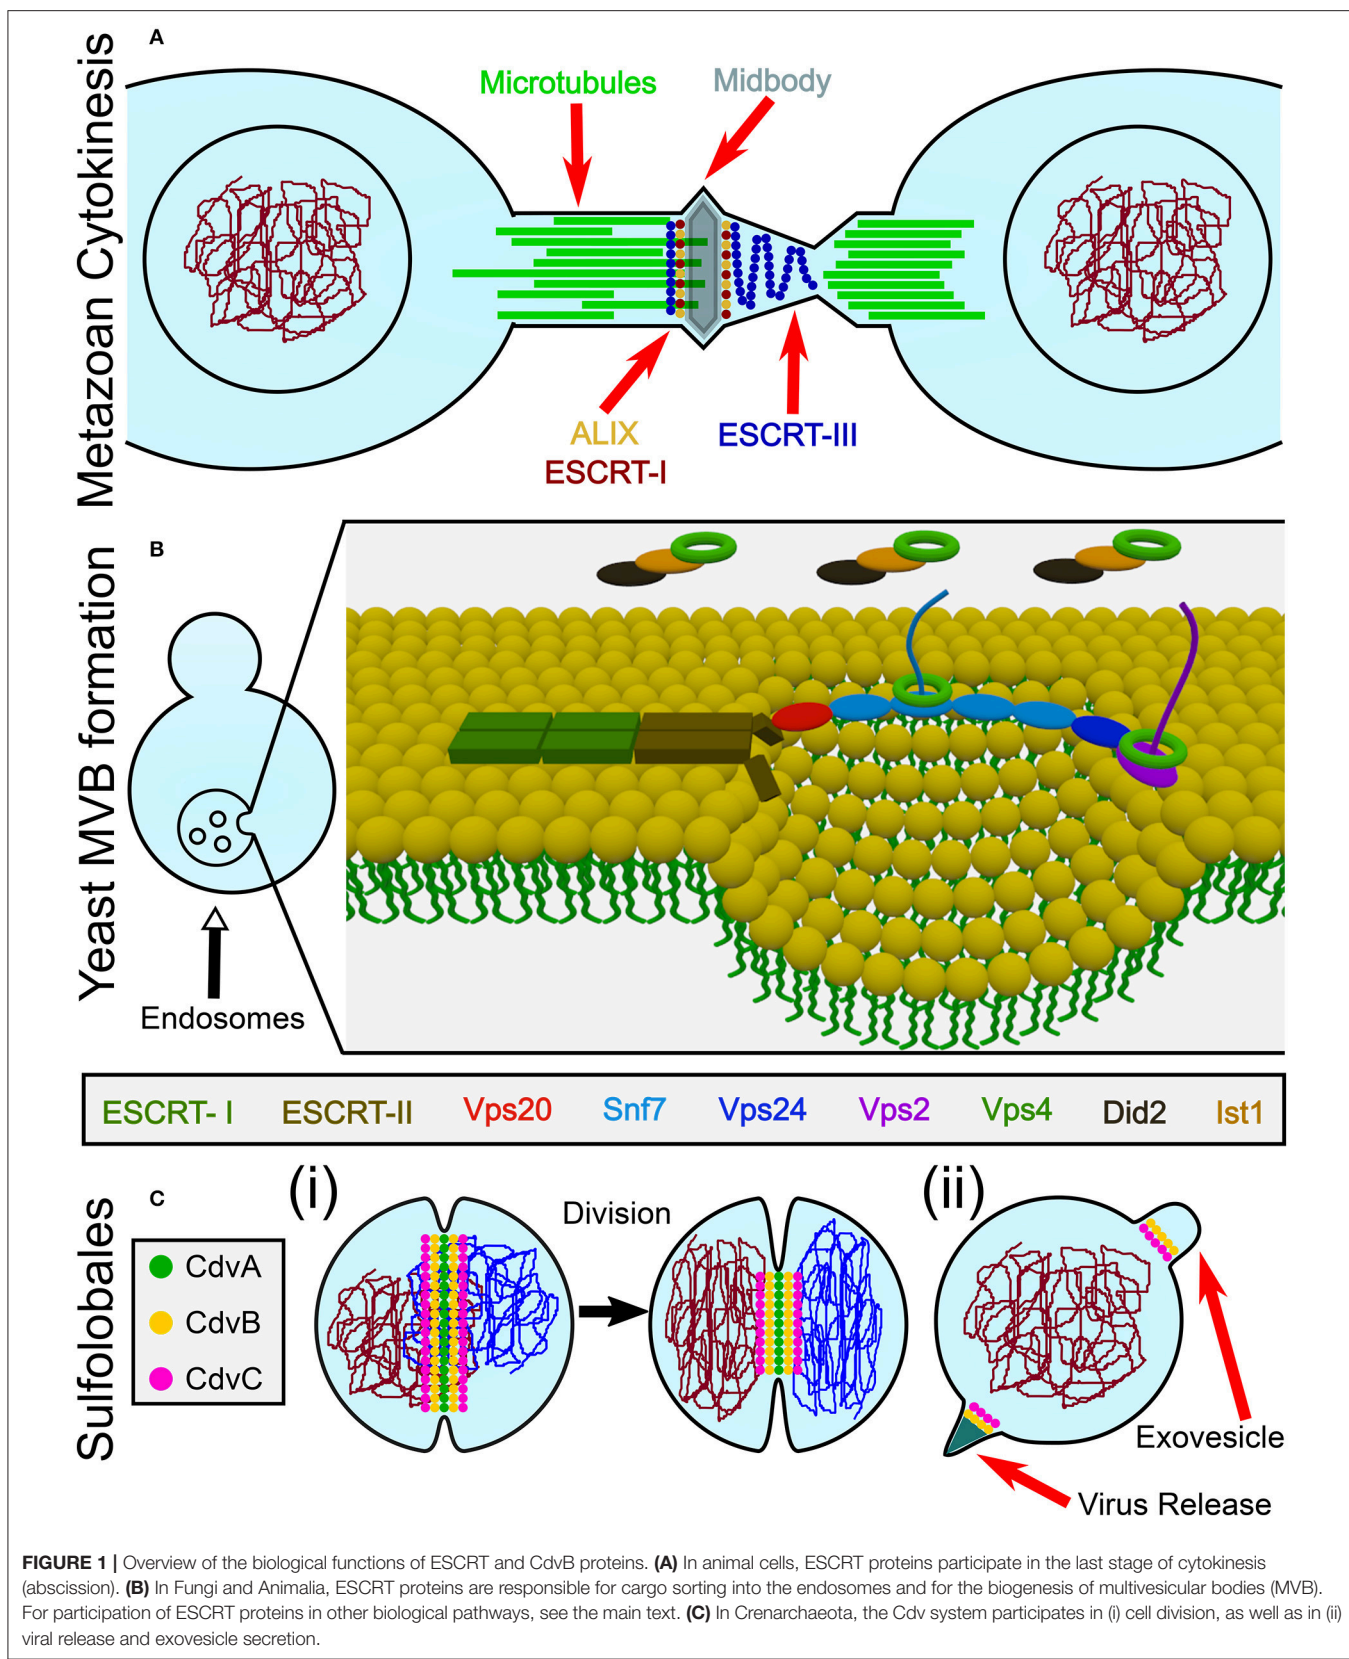 A
Metazoan Cytokinesis
Microtubules
Midbody
ALIX
ESCRT-I
ESCRT-III
B
Yeast MVB formation
Endosomes
ESCRT- I ESCRT-II Vps20 Snf7 Vps24 Vps2 Vps4 Did2 Ist1
C
Sulfolobales
(i)
Division
(ii)
CdvA
CdvB
CdvC
Exovesicle
Virus Release
FIGURE 1 | Overview of the biological functions of ESCRT and CdvB proteins. (A) In animal cells, ESCRT proteins participate in the last stage of cytokinesis
(abscission). (B) In Fungi and Animalia, ESCRT proteins are responsible for cargo sorting into the endosomes and for the biogenesis of multivesicular bodies (MVB).
For participation of ESCRT proteins in other biological pathways, see the main text. (C) In Crenarchaeota, the Cdv system participates in (i) cell division, as well as in (ii)
viral release and exovesicle secretion.